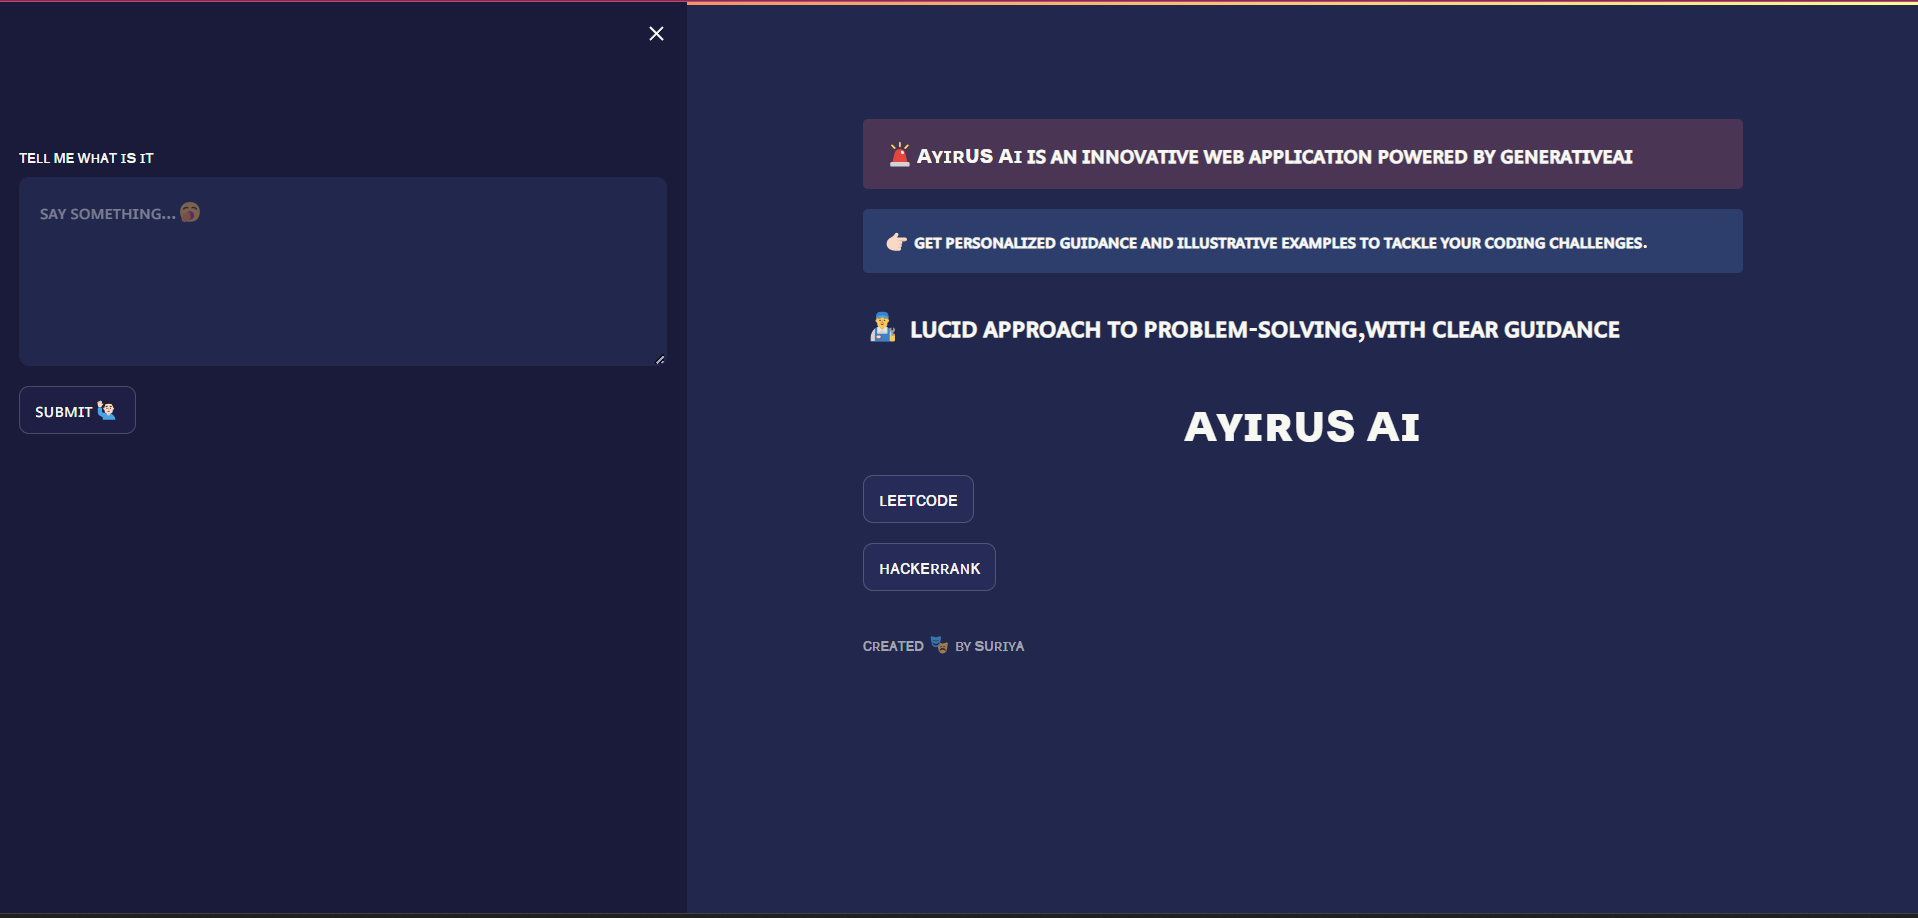 TELL ME WHAT IS IT
SAY SOMETHING... 🥱
SUBMIT 🙋🏻‍♂️
🚨 AYIRUS AI IS AN INNOVATIVE WEB APPLICATION POWERED BY GENERATIVEAI
👉🏻 GET PERSONALIZED GUIDANCE AND ILLUSTRATIVE EXAMPLES TO TACKLE YOUR CODING CHALLENGES.
👨‍🔧 LUCID APPROACH TO PROBLEM-SOLVING,WITH CLEAR GUIDANCE
AYIRUS AI
LEETCODE
HACKERRANK
CREATED 🎭 BY SURIYA